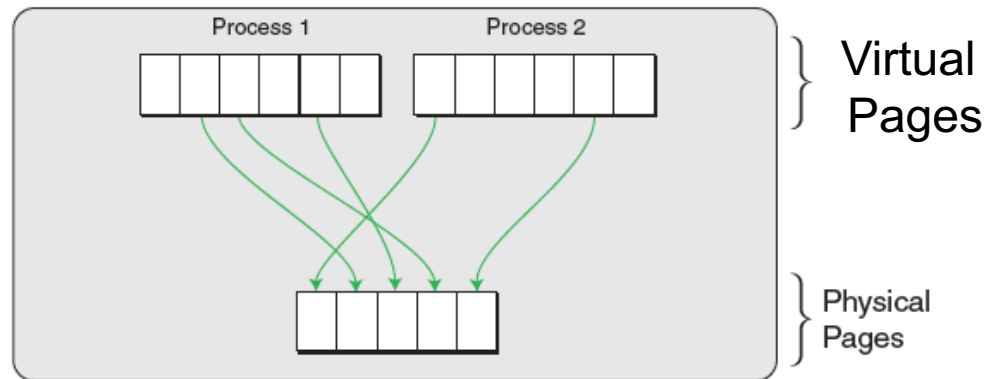 Process 1
Process 2
Virtual
Pages
Physical
Pages